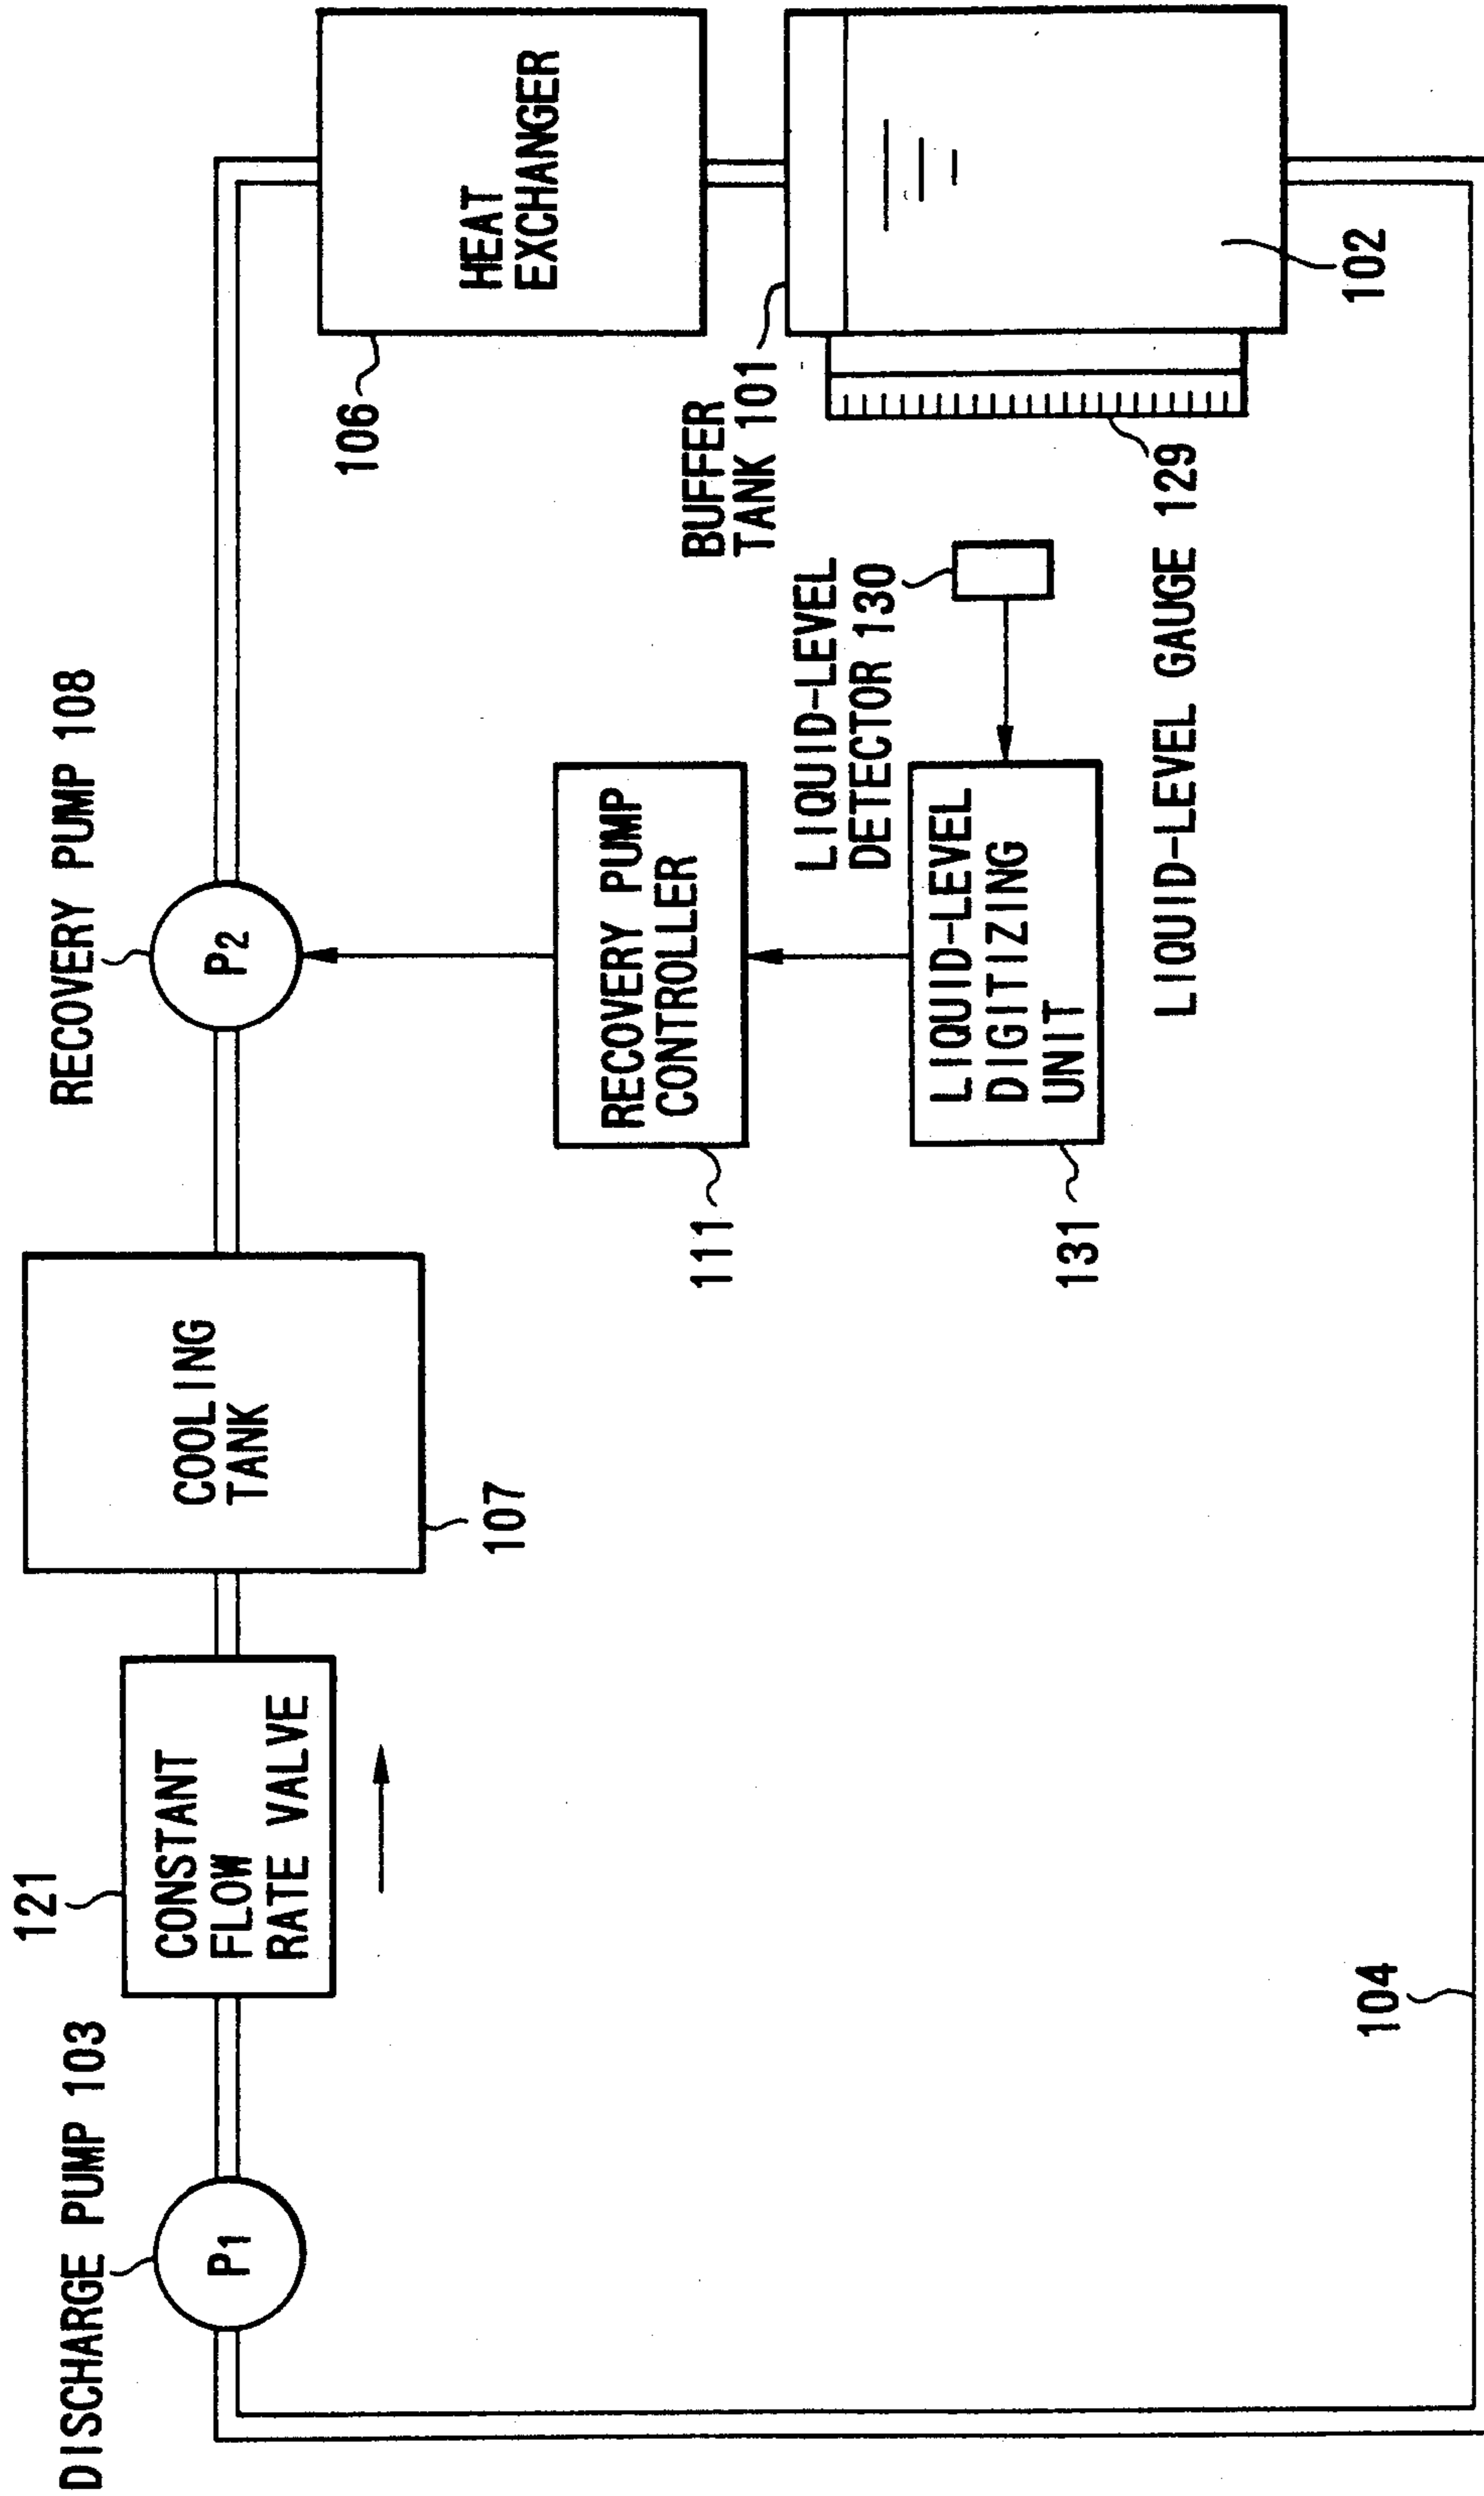 DISCHARGE PUMP 103
P1
121
CONSTANT
FLOW
RATE VALVE
COOLING
TANK
107
RECOVERY PUMP 108
P2
HEAT
EXCHANGER
106
RECOVERY PUMP
CONTROLLER
111
BUFFER
TANK 101
LIQUID-LEVEL
DETECTOR 130
LIQUID-LEVEL
DIGITIZING
UNIT
131
LIQUID-LEVEL GAUGE 129
102
104